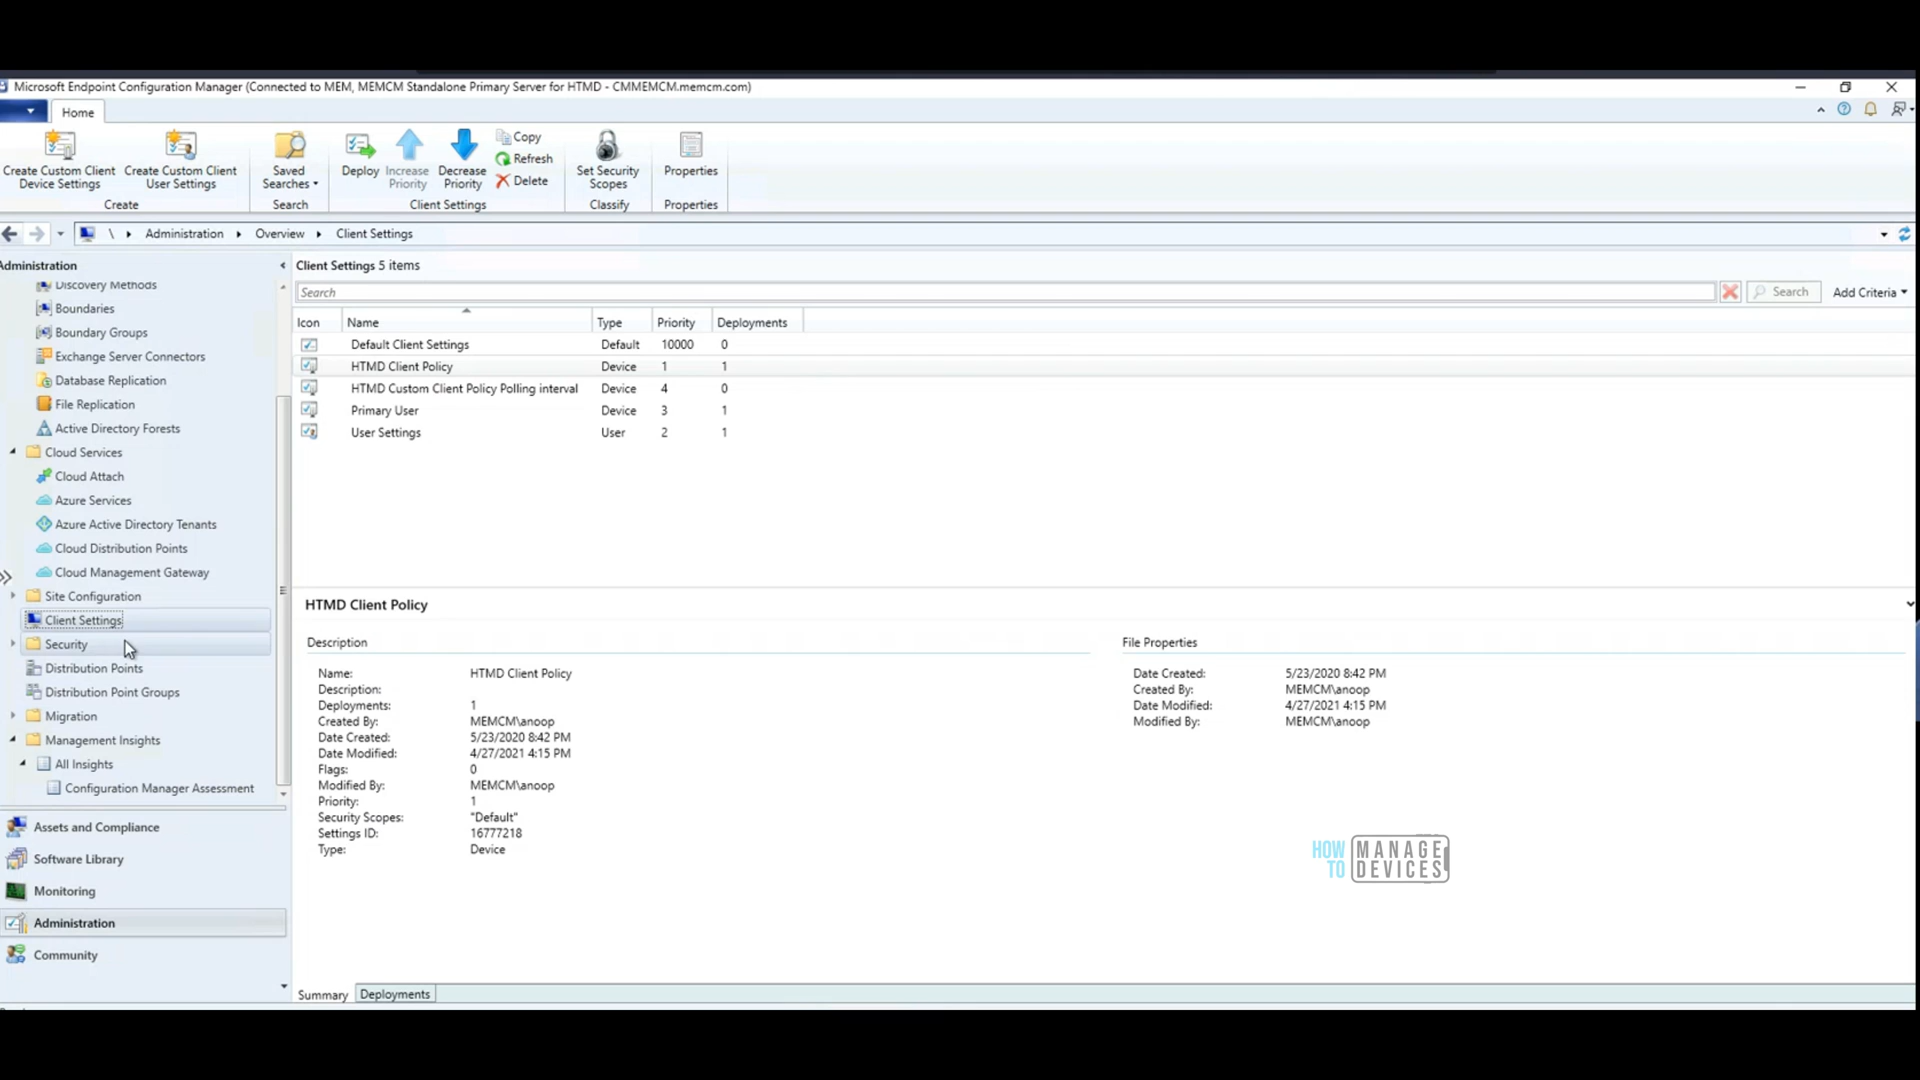 Microsoft Endpoint Configuration Manager (Connected to MEM, MEMCM Standalone Primary Server for HTMD - CMMEMCM.memcm.com)
Home
Create Custom Client Device Settings
Create Custom Client User Settings
Saved Searches
Deploy
Increase Priority
Decrease Priority
Copy
Refresh
Delete
Set Security Scopes
Properties
Create
Search
Client Settings
Classify
Properties
\ Administration Overview Client Settings
Administration
Discovery Methods
Boundaries
Boundary Groups
Exchange Server Connectors
Database Replication
File Replication
Active Directory Forests
Cloud Services
Cloud Attach
Azure Services
Azure Active Directory Tenants
Cloud Distribution Points
Cloud Management Gateway
Site Configuration
Client Settings
Security
Distribution Points
Distribution Point Groups
Migration
Management Insights
All Insights
Configuration Manager Assessment
Assets and Compliance
Software Library
Monitoring
Administration
Community
Client Settings 5 items
Search
Search
Add Criteria
Icon Name Type Priority Deployments
Default Client Settings Default 10000 0
HTMD Client Policy Device 1 1
HTMD Custom Client Policy Polling interval Device 4 0
Primary User Device 3 1
User Settings User 2 1
HTMD Client Policy
Description
Name: HTMD Client Policy
Description:
Deployments: 1
Created By: MEMCM\anoop
Date Created: 5/23/2020 8:42 PM
Date Modified: 4/27/2021 4:15 PM
Flags: 0
Modified By: MEMCM\anoop
Priority: 1
Security Scopes: "Default"
Settings ID: 16777218
Type: Device
File Properties
Date Created: 5/23/2020 8:42 PM
Created By: MEMCM\anoop
Date Modified: 4/27/2021 4:15 PM
Modified By: MEMCM\anoop
HOW TO MANAGE DEVICES
Summary Deployments